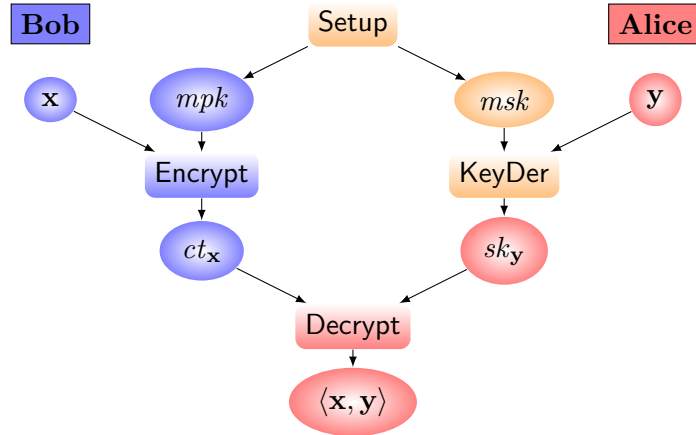 Bob
Setup
Alice
x
mpk
msk
y
Encrypt
KeyDer
ct_x
sk_y
Decrypt
⟨x, y⟩